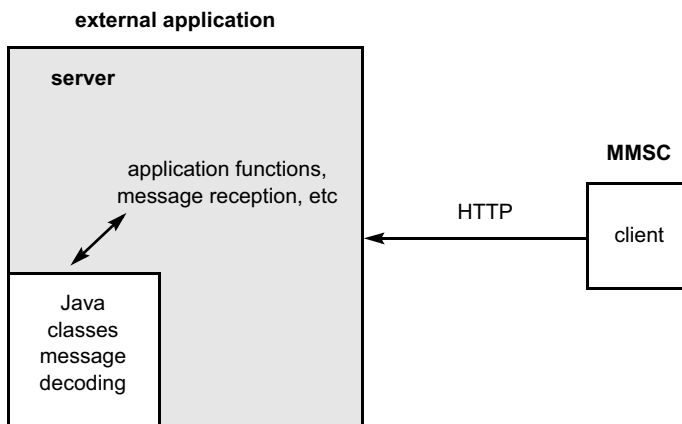 external application
server
application functions,
message reception, etc
MMSC
HTTP
client
Java
classes
message
decoding